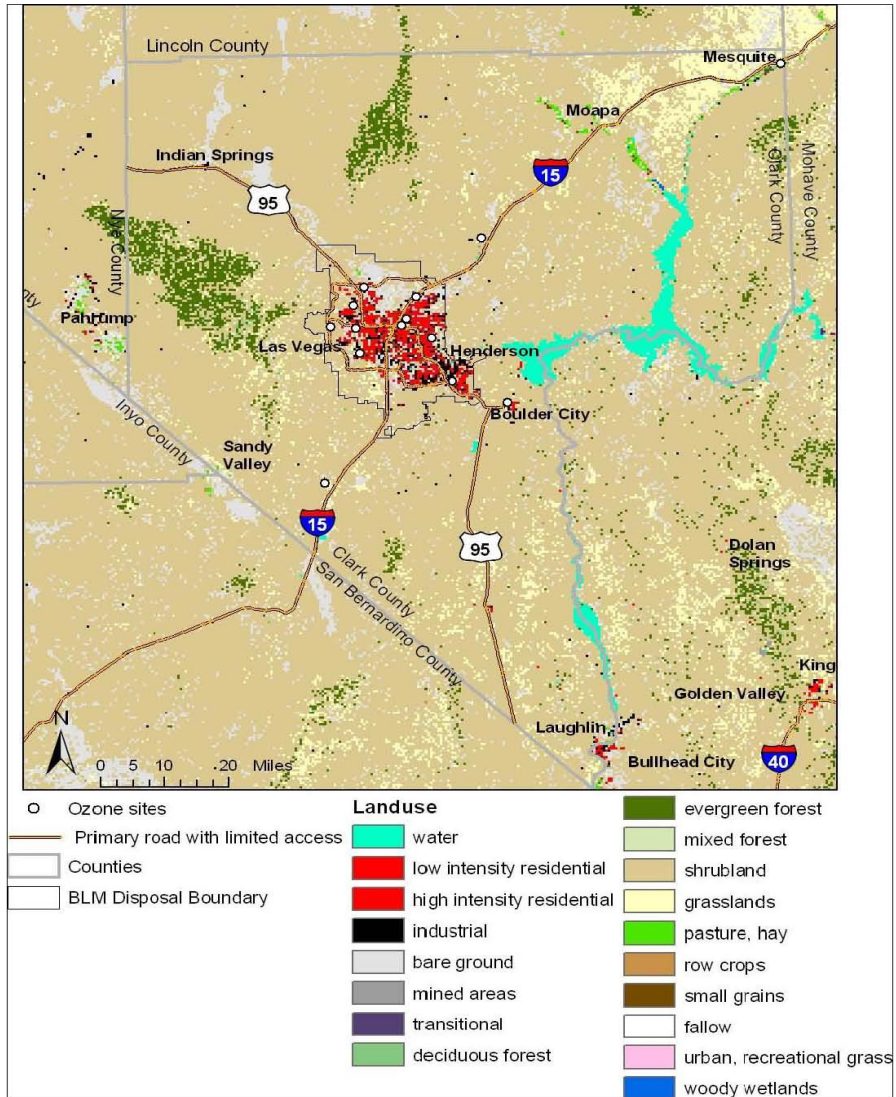 Lincoln County
Mesquite
Moapa
Indian Springs
15
95
Mohave County
Clark County
Nye County
Pahrump
Las Vegas
Henderson
Boulder City
Inyo County
Sandy
Valley
15
95
Clark County
San Bernardino County
Dolan
Springs
King
Golden Valley
Laughlin
Bullhead City
40
N
0 5 10 20 Miles
Ozone sites
Primary road with limited access
Counties
BLM Disposal Boundary
Landuse
water
low intensity residential
high intensity residential
industrial
bare ground
mined areas
transitional
deciduous forest
evergreen forest
mixed forest
shrubland
grasslands
pasture, hay
row crops
small grains
fallow
urban, recreational grass
woody wetlands